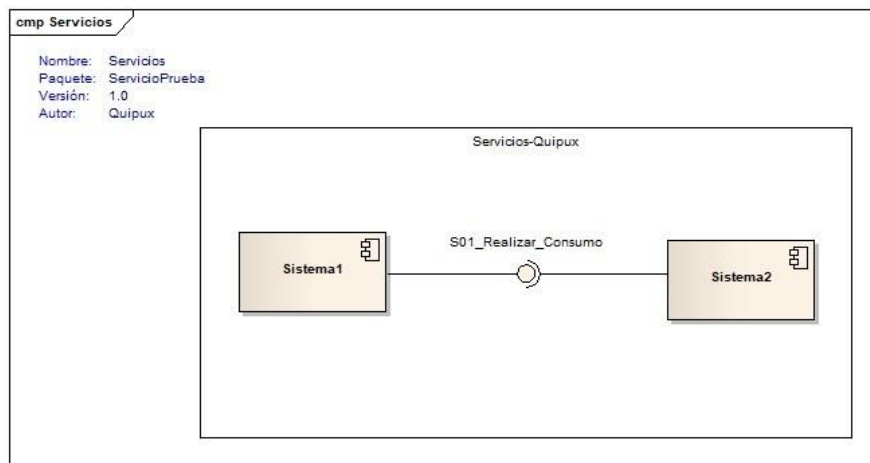 cmp Servicios
Nombre: Servicios
Paquete: ServicioPrueba
Versión: 1.0
Autor: Quipux
Servicios-Quipux
S01_Realizar_Consumo
Sistema1
Sistema2